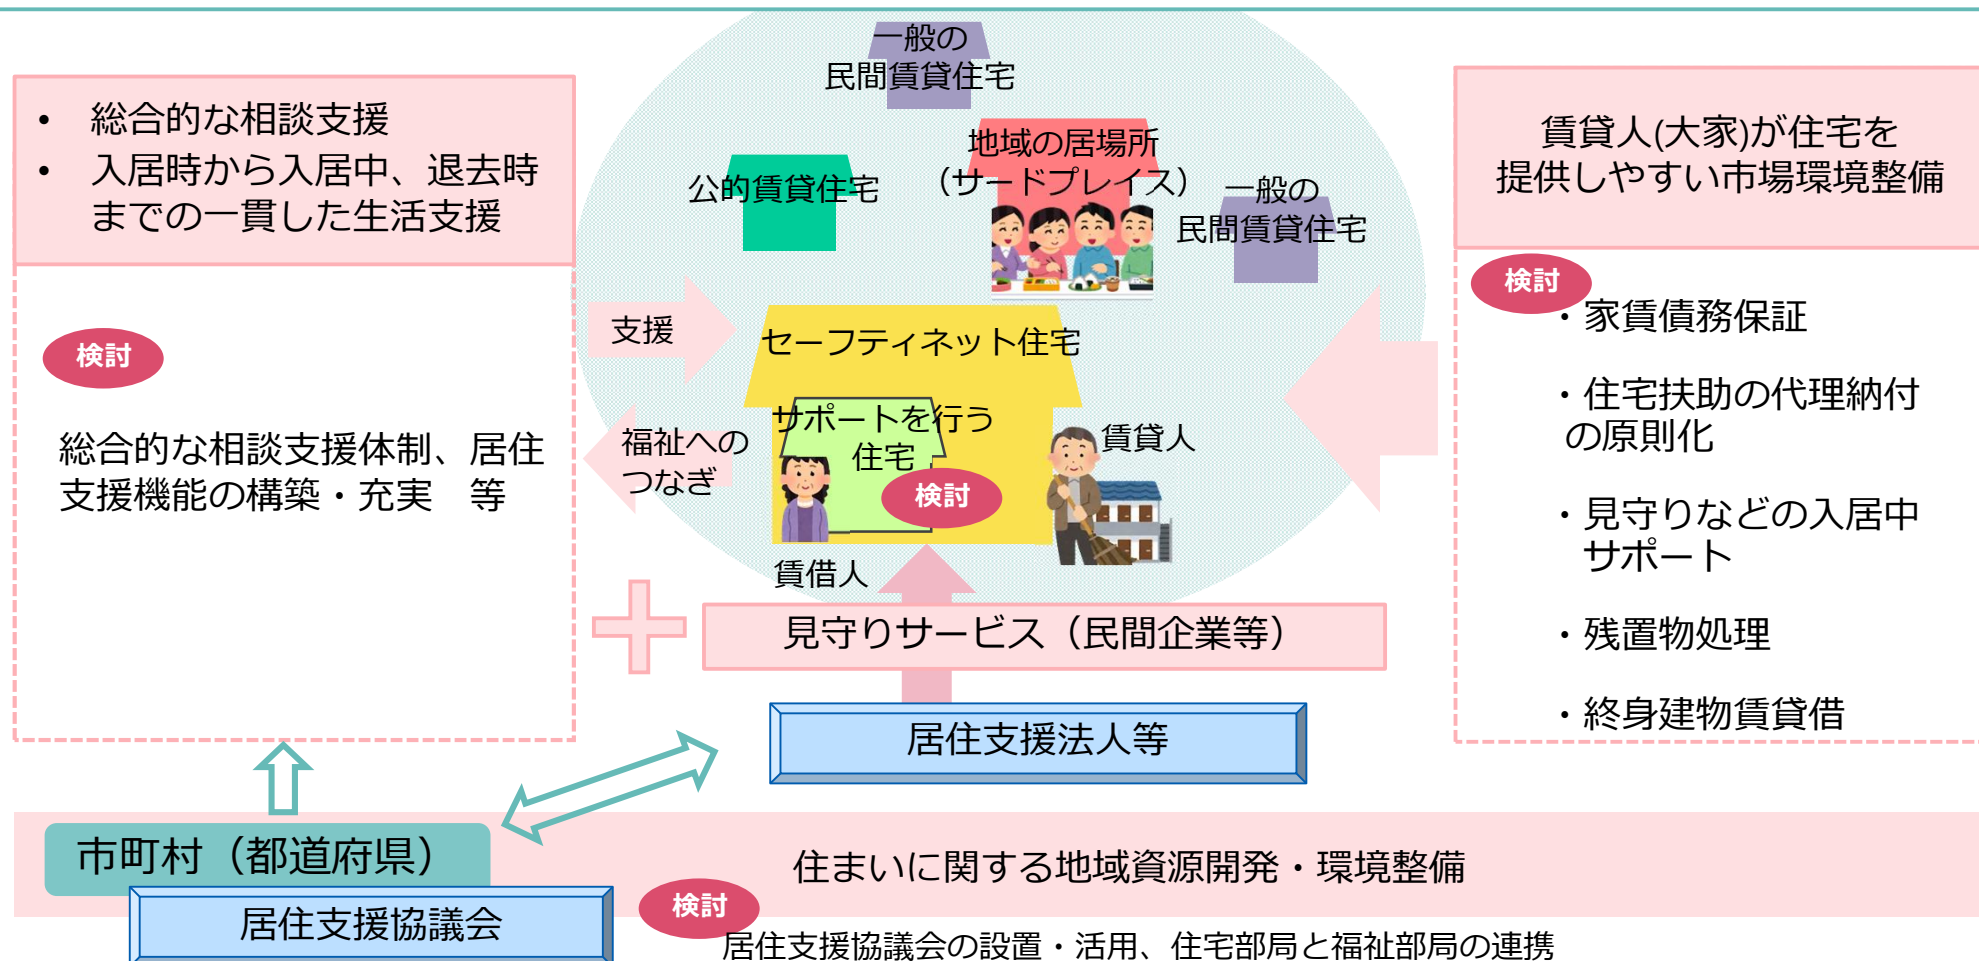 • 総合的な相談支援
• 入居時から入居中、退去時
までの一貫した生活支援
検討
総合的な相談支援体制、居住
支援機能の構築・充実　等
一般の
民間賃貸住宅
公的賃貸住宅
地域の居場所
（サードプレイス）
一般の
民間賃貸住宅
支援
セーフティネット住宅
福祉への
つなぎ
サポートを行う
住宅
検討
賃貸人
賃借人
見守りサービス（民間企業等）
居住支援法人等
賃貸人(大家)が住宅を
提供しやすい市場環境整備
検討
・家賃債務保証
・住宅扶助の代理納付
の原則化
・見守りなどの入居中
サポート
・残置物処理
・終身建物賃貸借
市町村（都道府県）
居住支援協議会
住まいに関する地域資源開発・環境整備
検討
居住支援協議会の設置・活用、住宅部局と福祉部局の連携